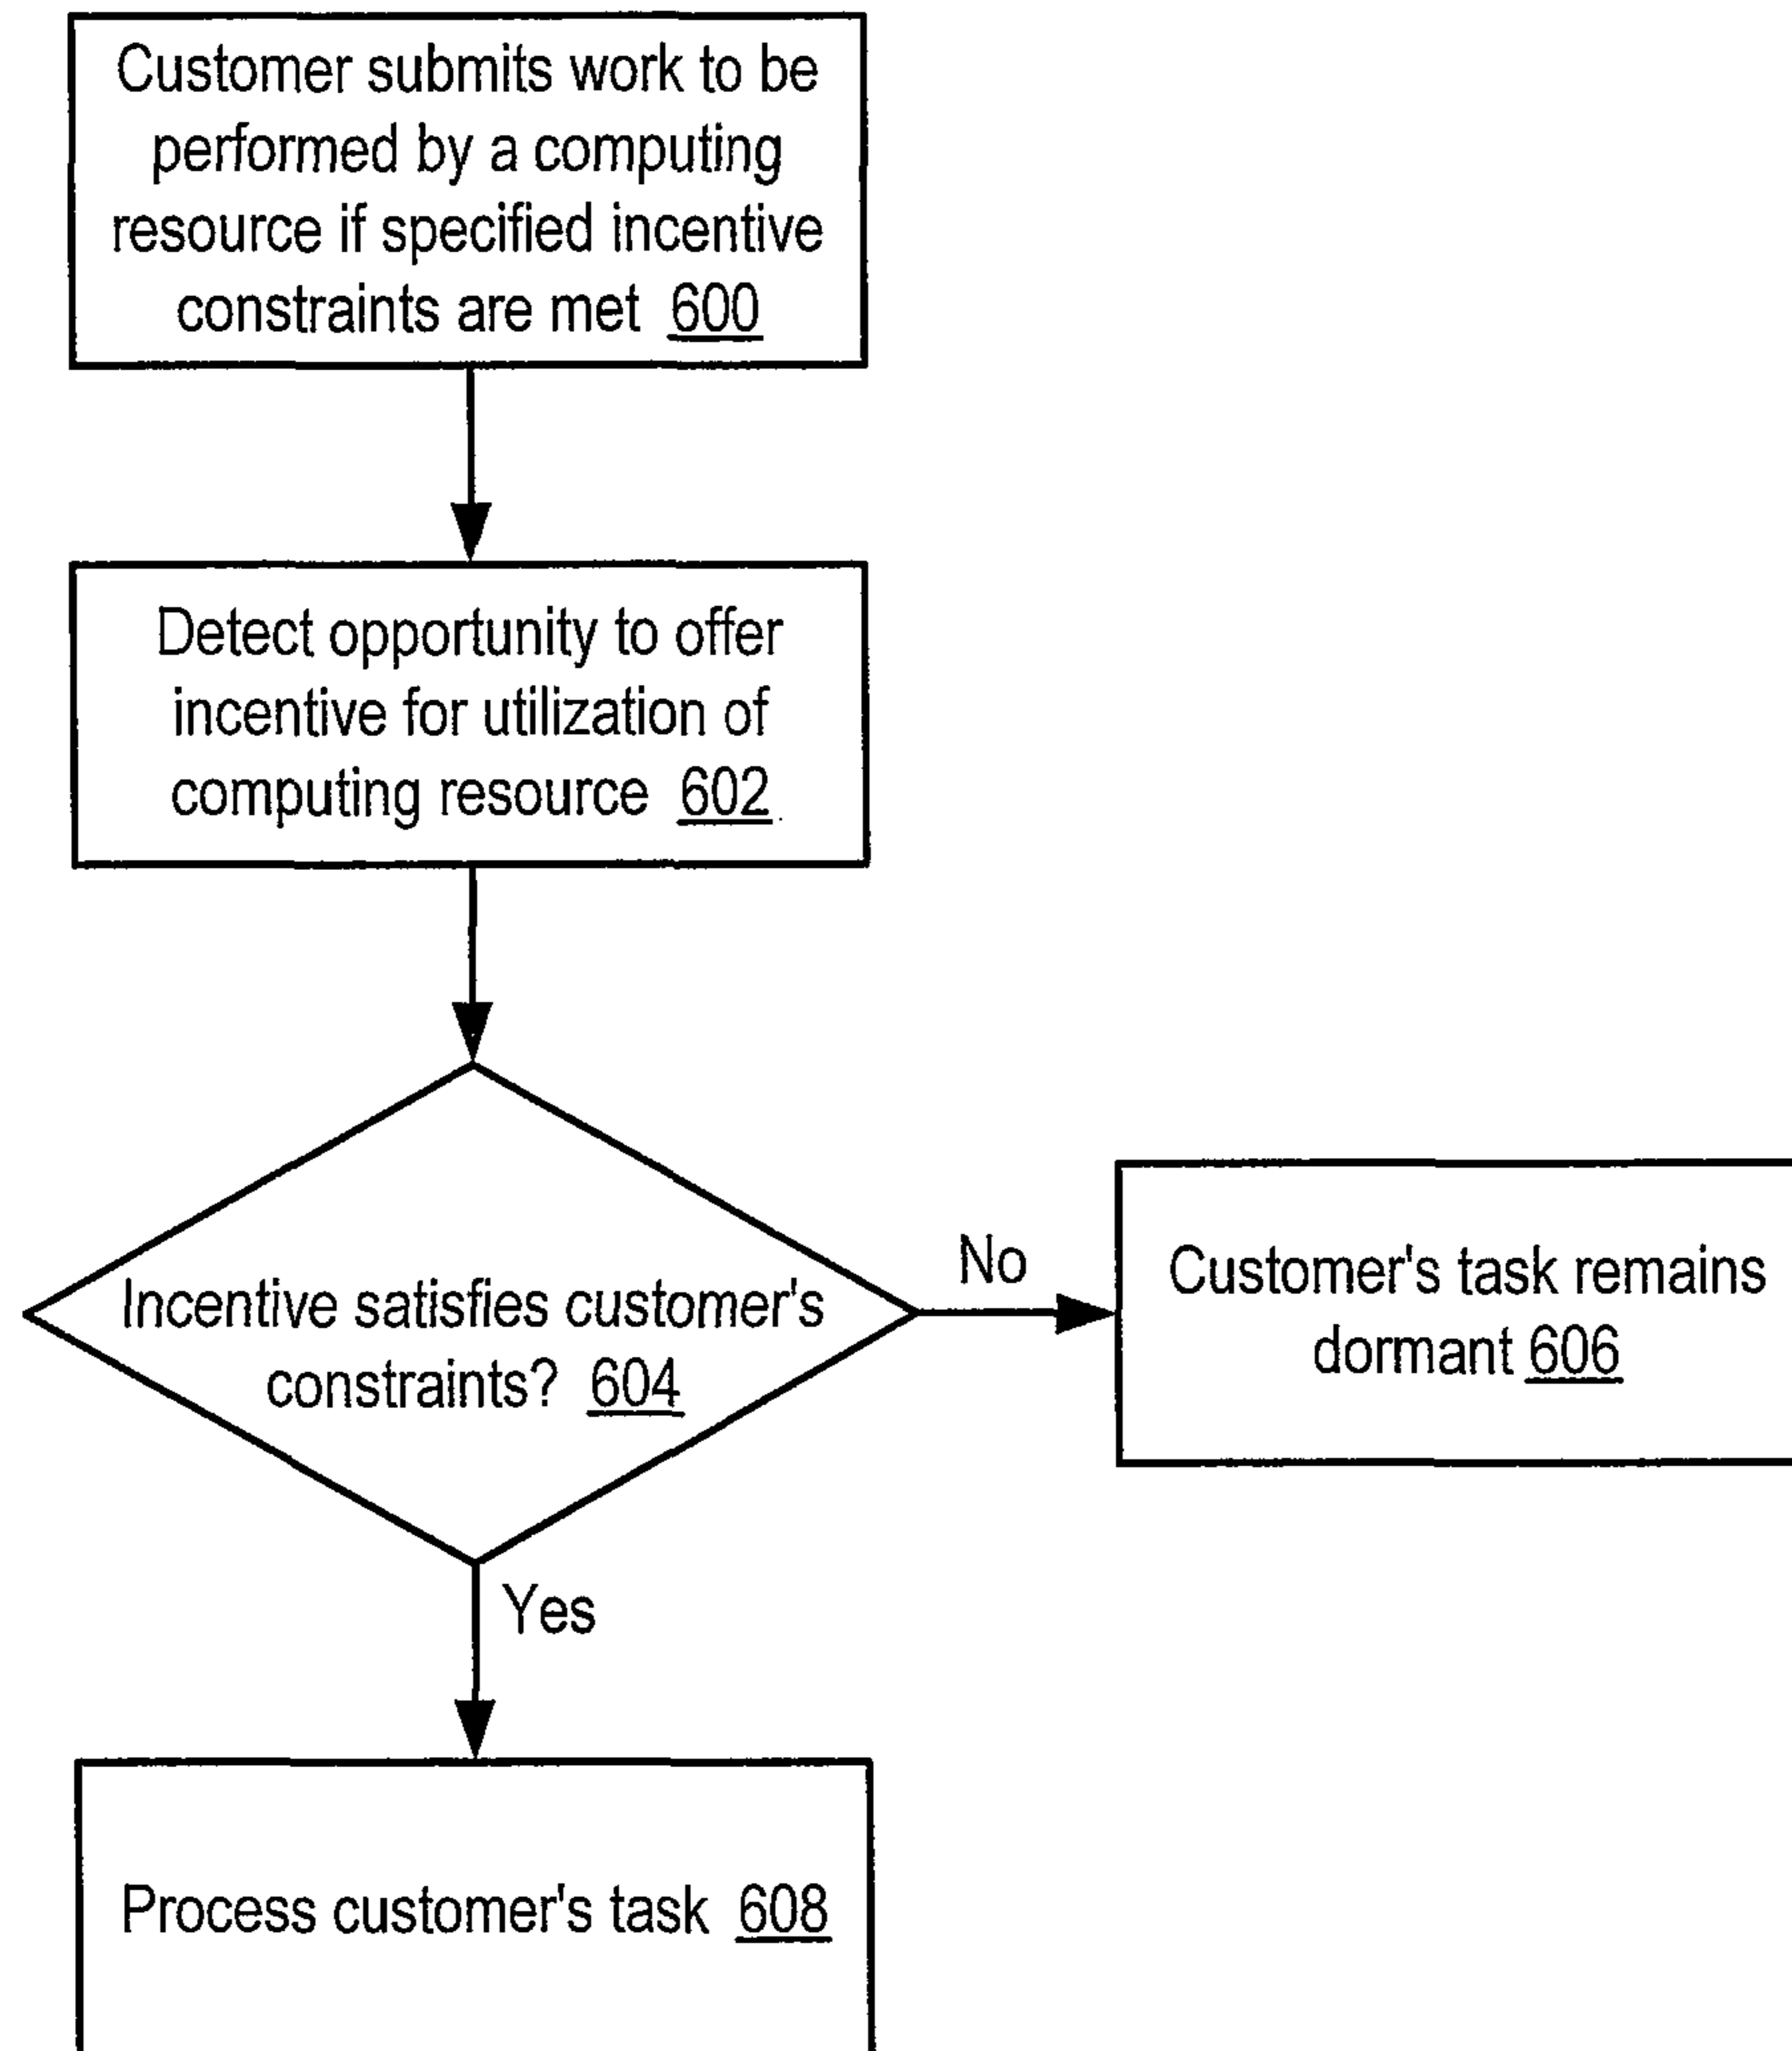 Customer submits work to be
performed by a computing
resource if specified incentive
constraints are met 600
Detect opportunity to offer
incentive for utilization of
computing resource 602
Incentive satisfies customer's
constraints? 604
No
Customer's task remains
dormant 606
Yes
Process customer's task 608